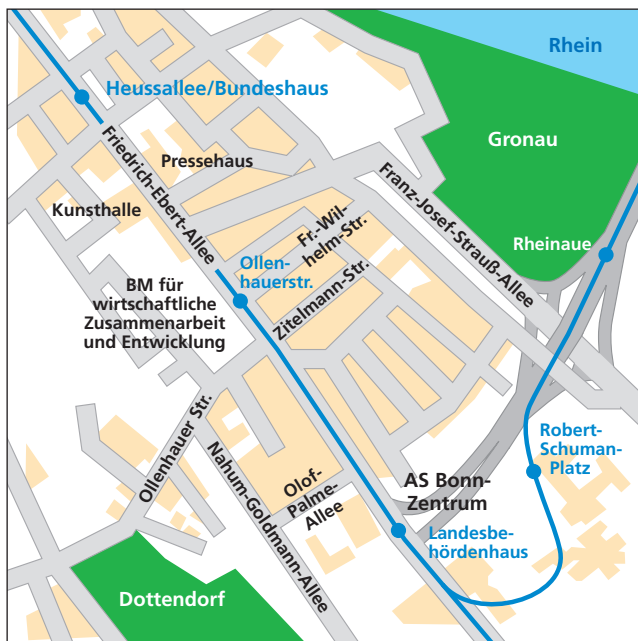 Rhein
Heussallee/Bundeshaus
Gronau
Pressehaus
Friedrich-Ebert-Allee
Franz-Josef-Strauß-Allee
Kunsthalle
Fr.-Wil-
helm-Str.
Rheinaue
Ollen-
hauerstr.
BM für
wirtschaftliche
Zusammenarbeit
und Entwicklung
Zitelmann-Str.
Ollenhauer Str.
Robert-
Schuman-
Platz
Nahum-Goldmann-Allee
Olof-
Palme-
Allee
AS Bonn-
Zentrum
Landesbe-
hördenhaus
Dottendorf